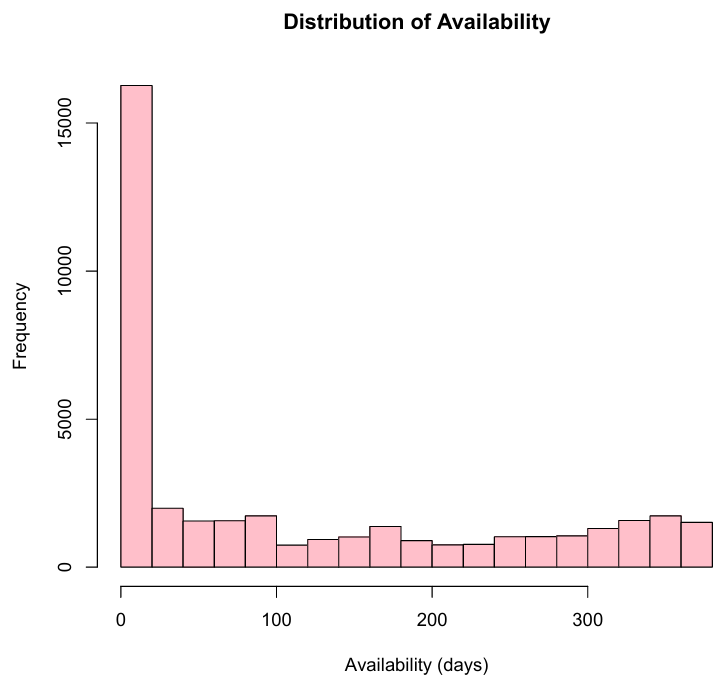 Distribution of Availability
15000
10000
5000
0
Frequency
0 100 200 300
Availability (days)